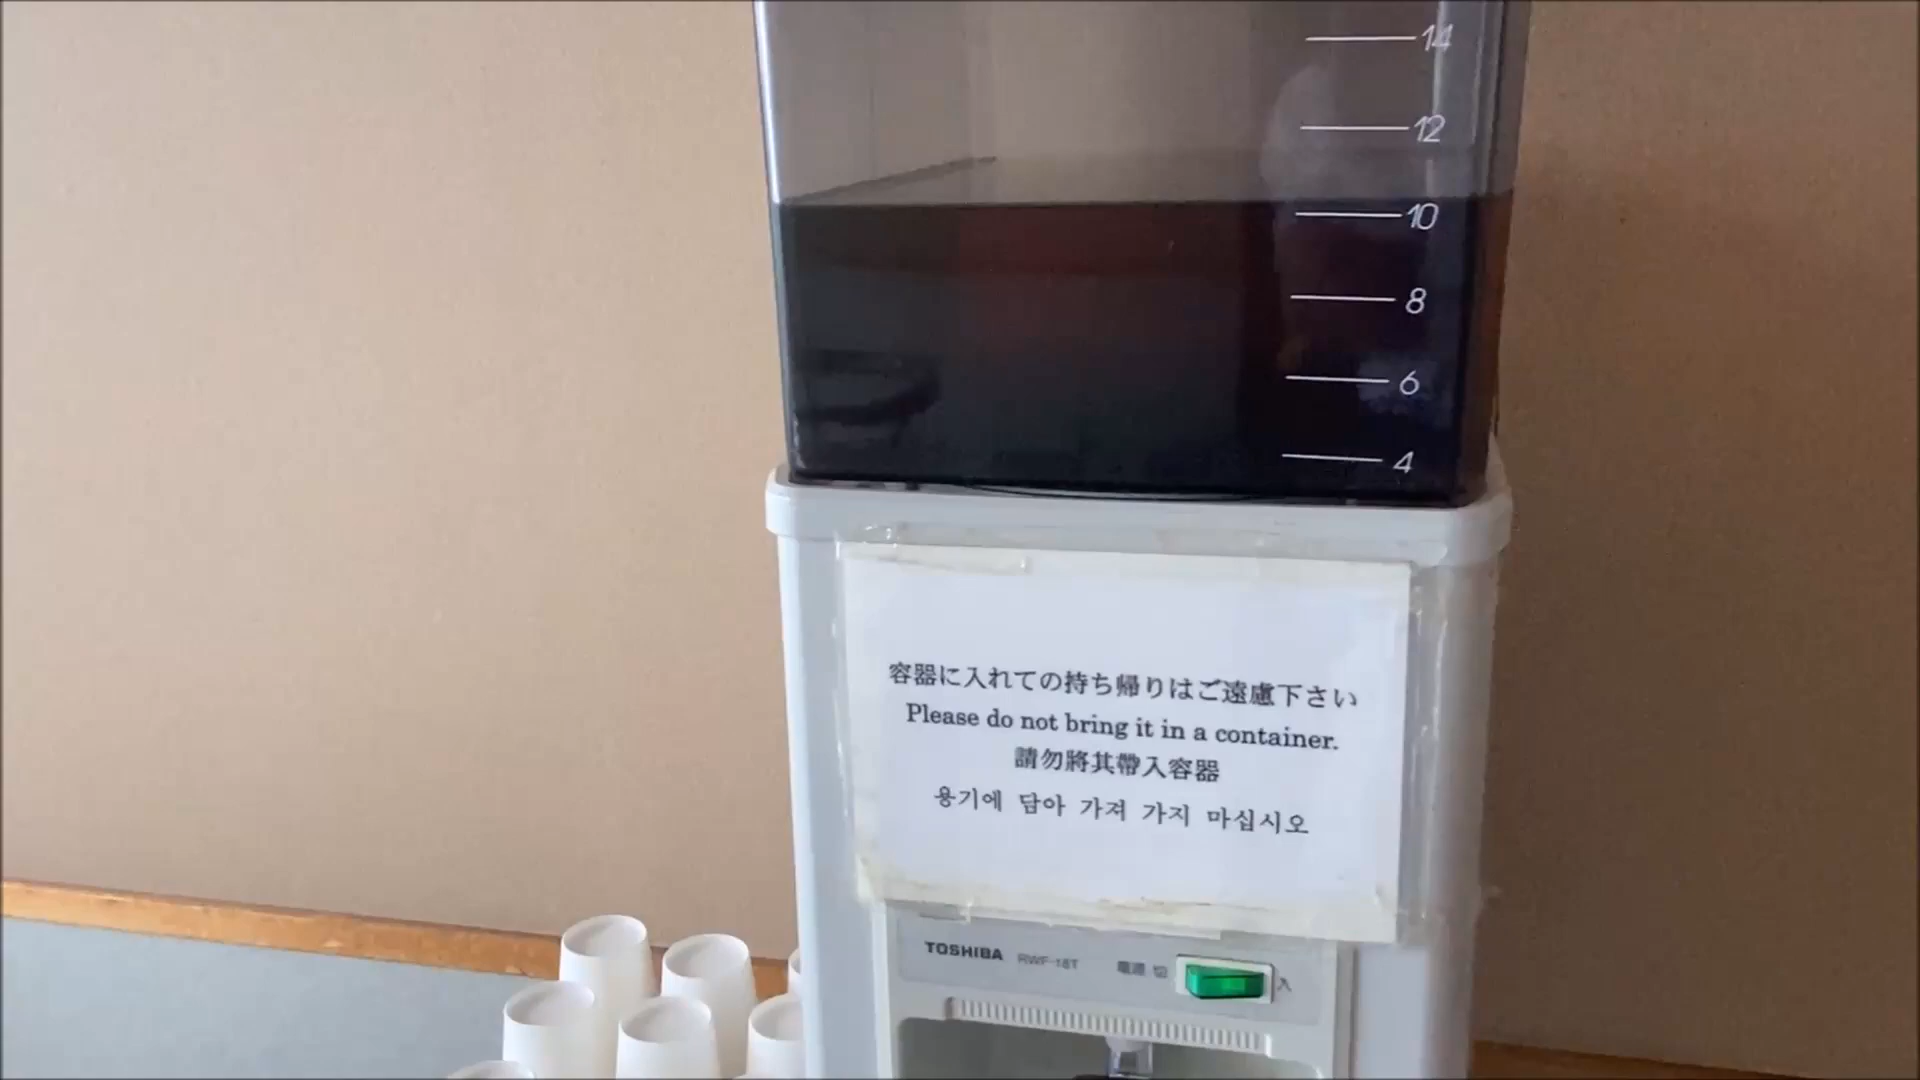 14
12
10
8
6
4
容器に入れての持ち帰りはご遠慮下さい
Please do not bring it in a container.
請勿將其帶入容器
용기에 담아 가져 가지 마십시오
TOSHIBA RWF-18T 電源 切 入